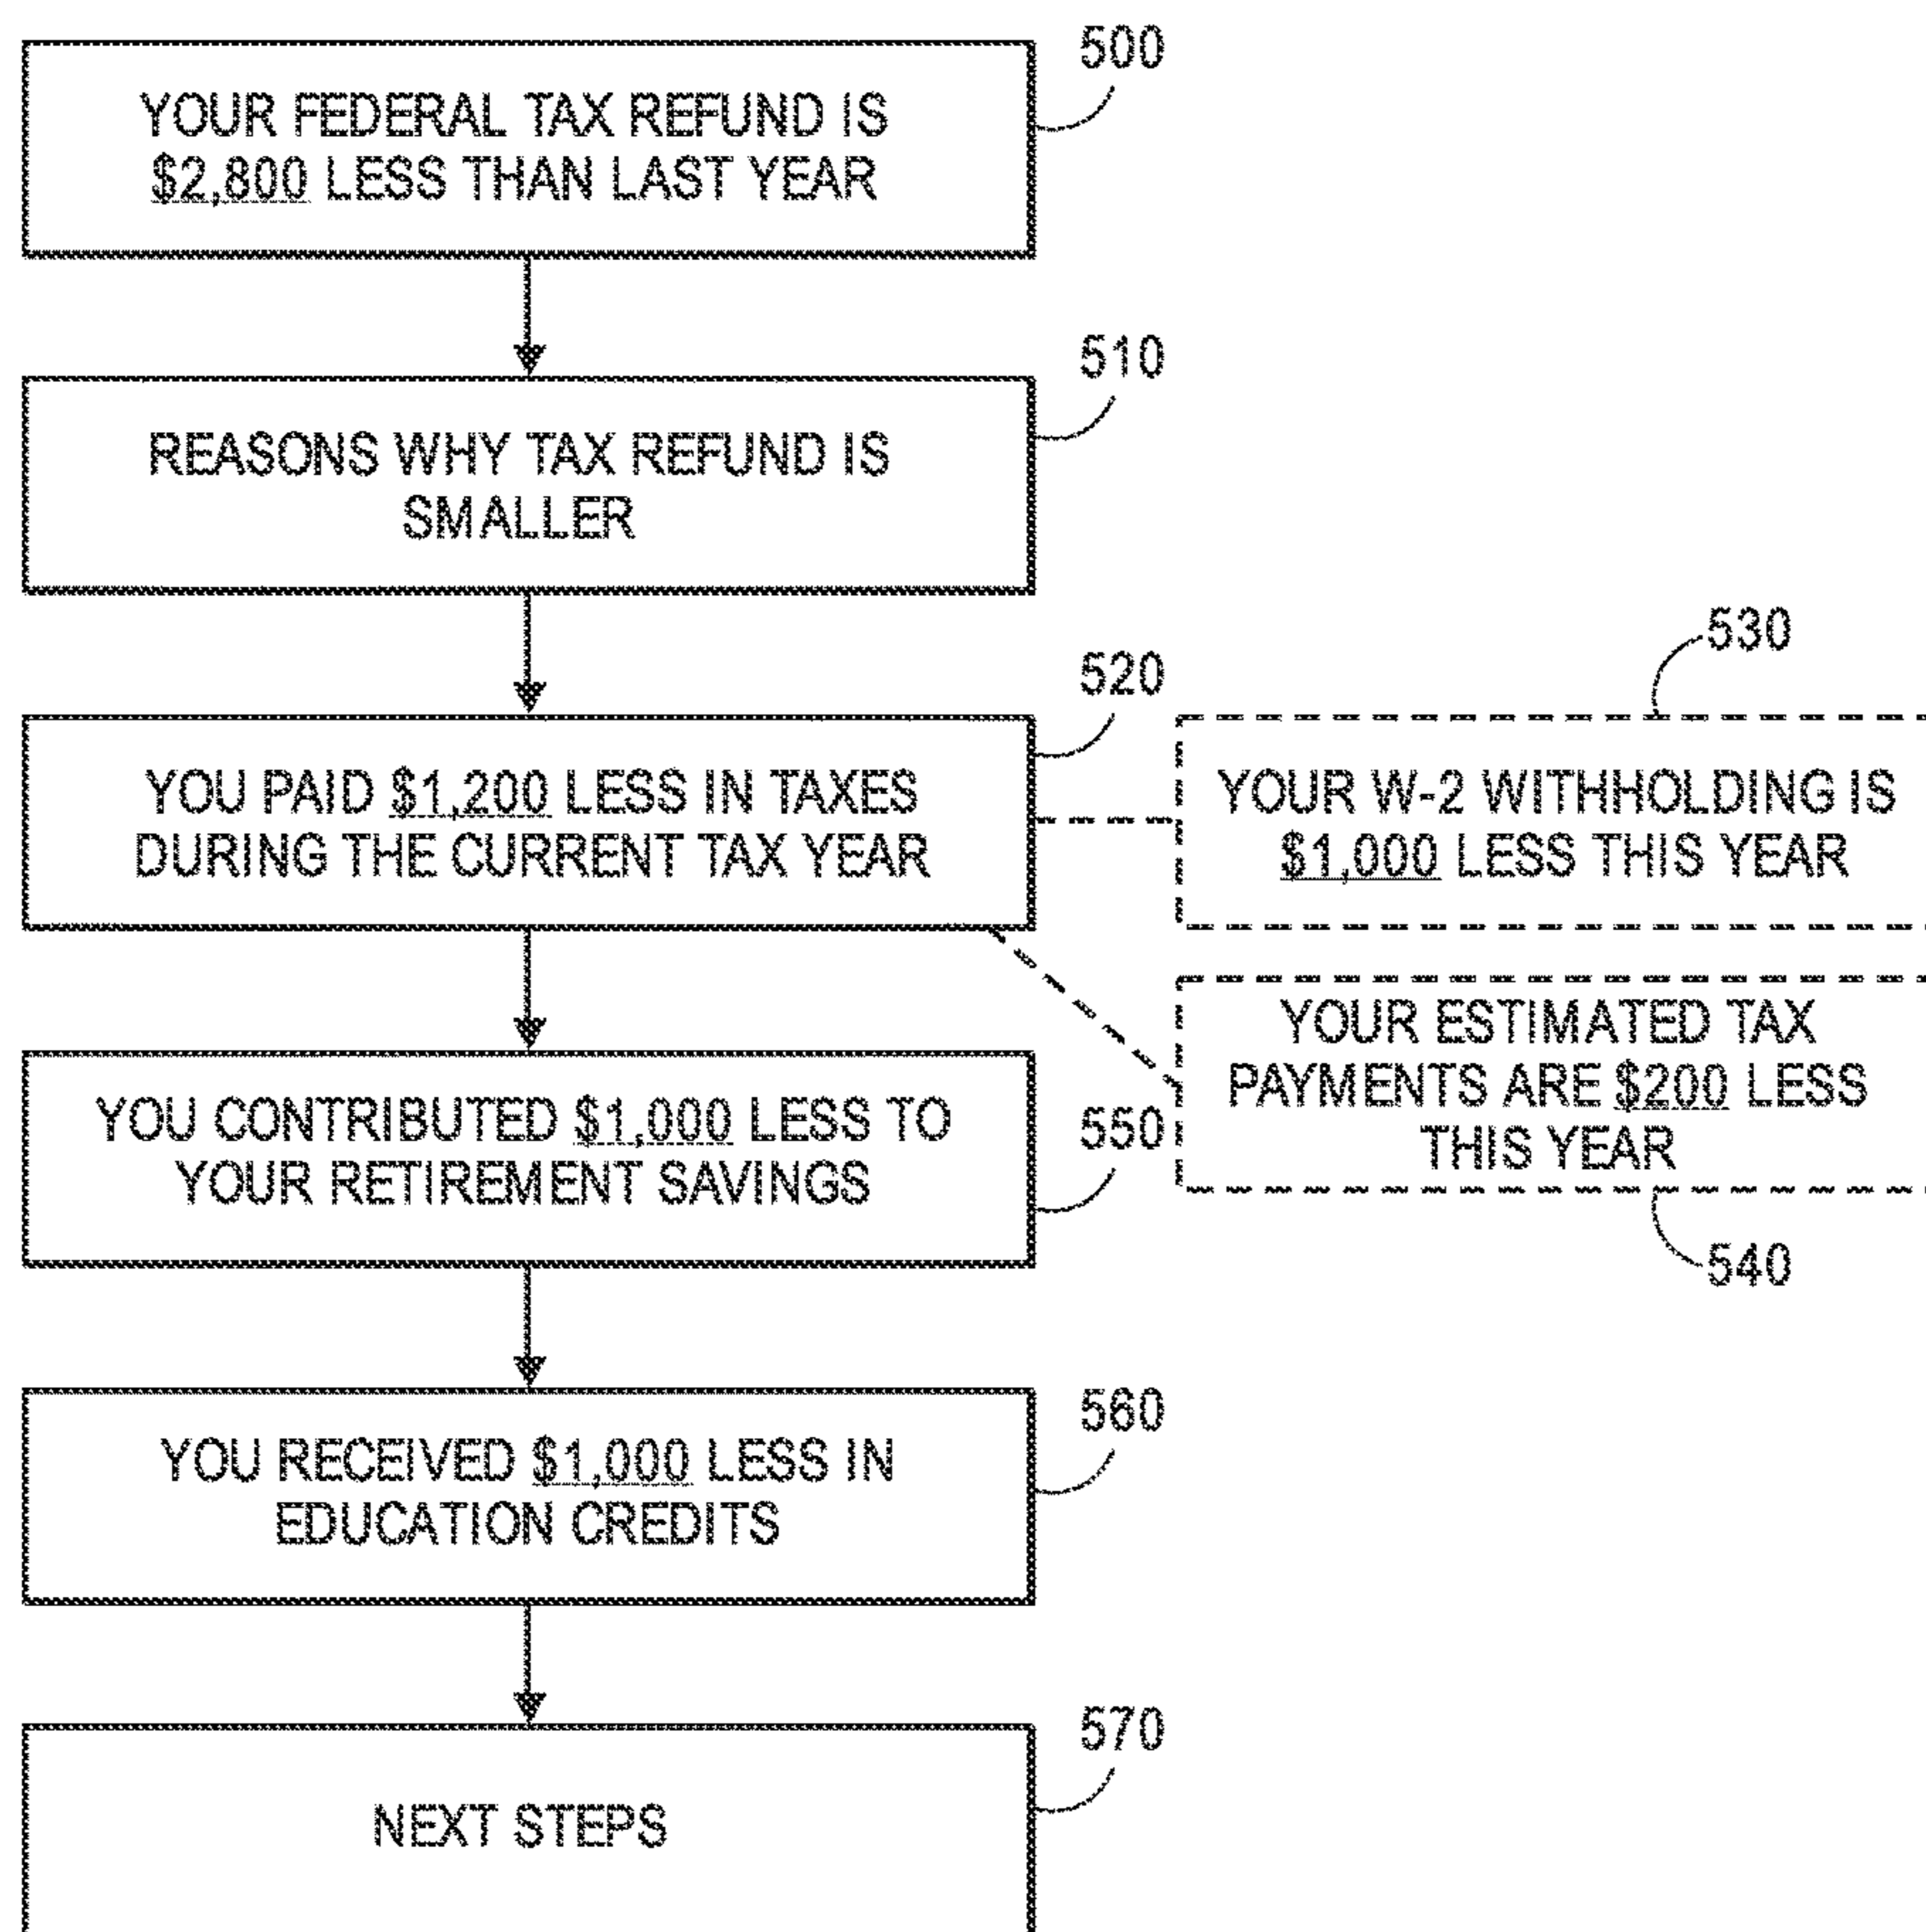 500
YOUR FEDERAL TAX REFUND IS
$2,800 LESS THAN LAST YEAR
510
REASONS WHY TAX REFUND IS
SMALLER
520
YOU PAID $1,200 LESS IN TAXES
DURING THE CURRENT TAX YEAR
530
YOUR W-2 WITHHOLDING IS
$1,000 LESS THIS YEAR
YOUR ESTIMATED TAX
PAYMENTS ARE $200 LESS
THIS YEAR
540
550
YOU CONTRIBUTED $1,000 LESS TO
YOUR RETIREMENT SAVINGS
560
YOU RECEIVED $1,000 LESS IN
EDUCATION CREDITS
570
NEXT STEPS